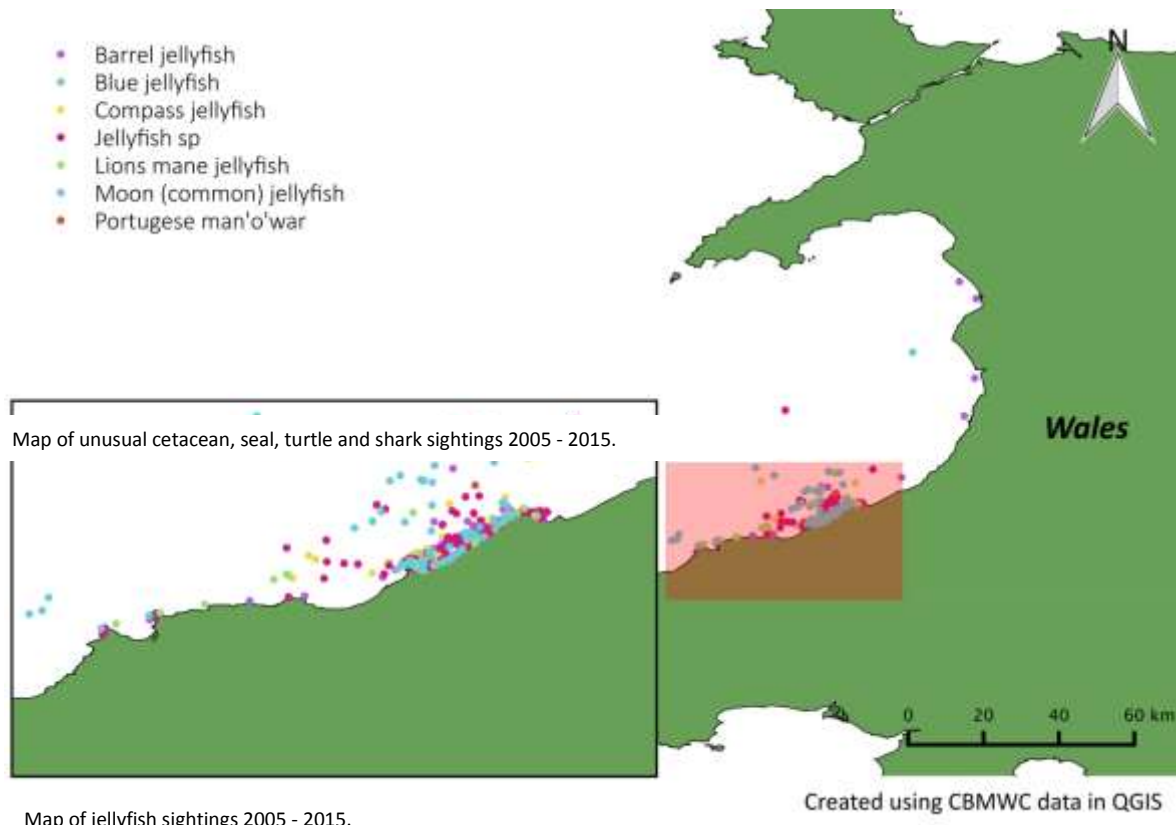 Barrel jellyfish
Blue jellyfish
Compass jellyfish
Jellyfish sp
Lions mane jellyfish
Moon (common) jellyfish
Portugese man'o'war
N
Map of unusual cetacean, seal, turtle and shark sightings 2005 - 2015.
Wales
0 20 40 60 km
Created using CBMWC data in QGIS
Map of jellyfish sightings 2005 - 2015.